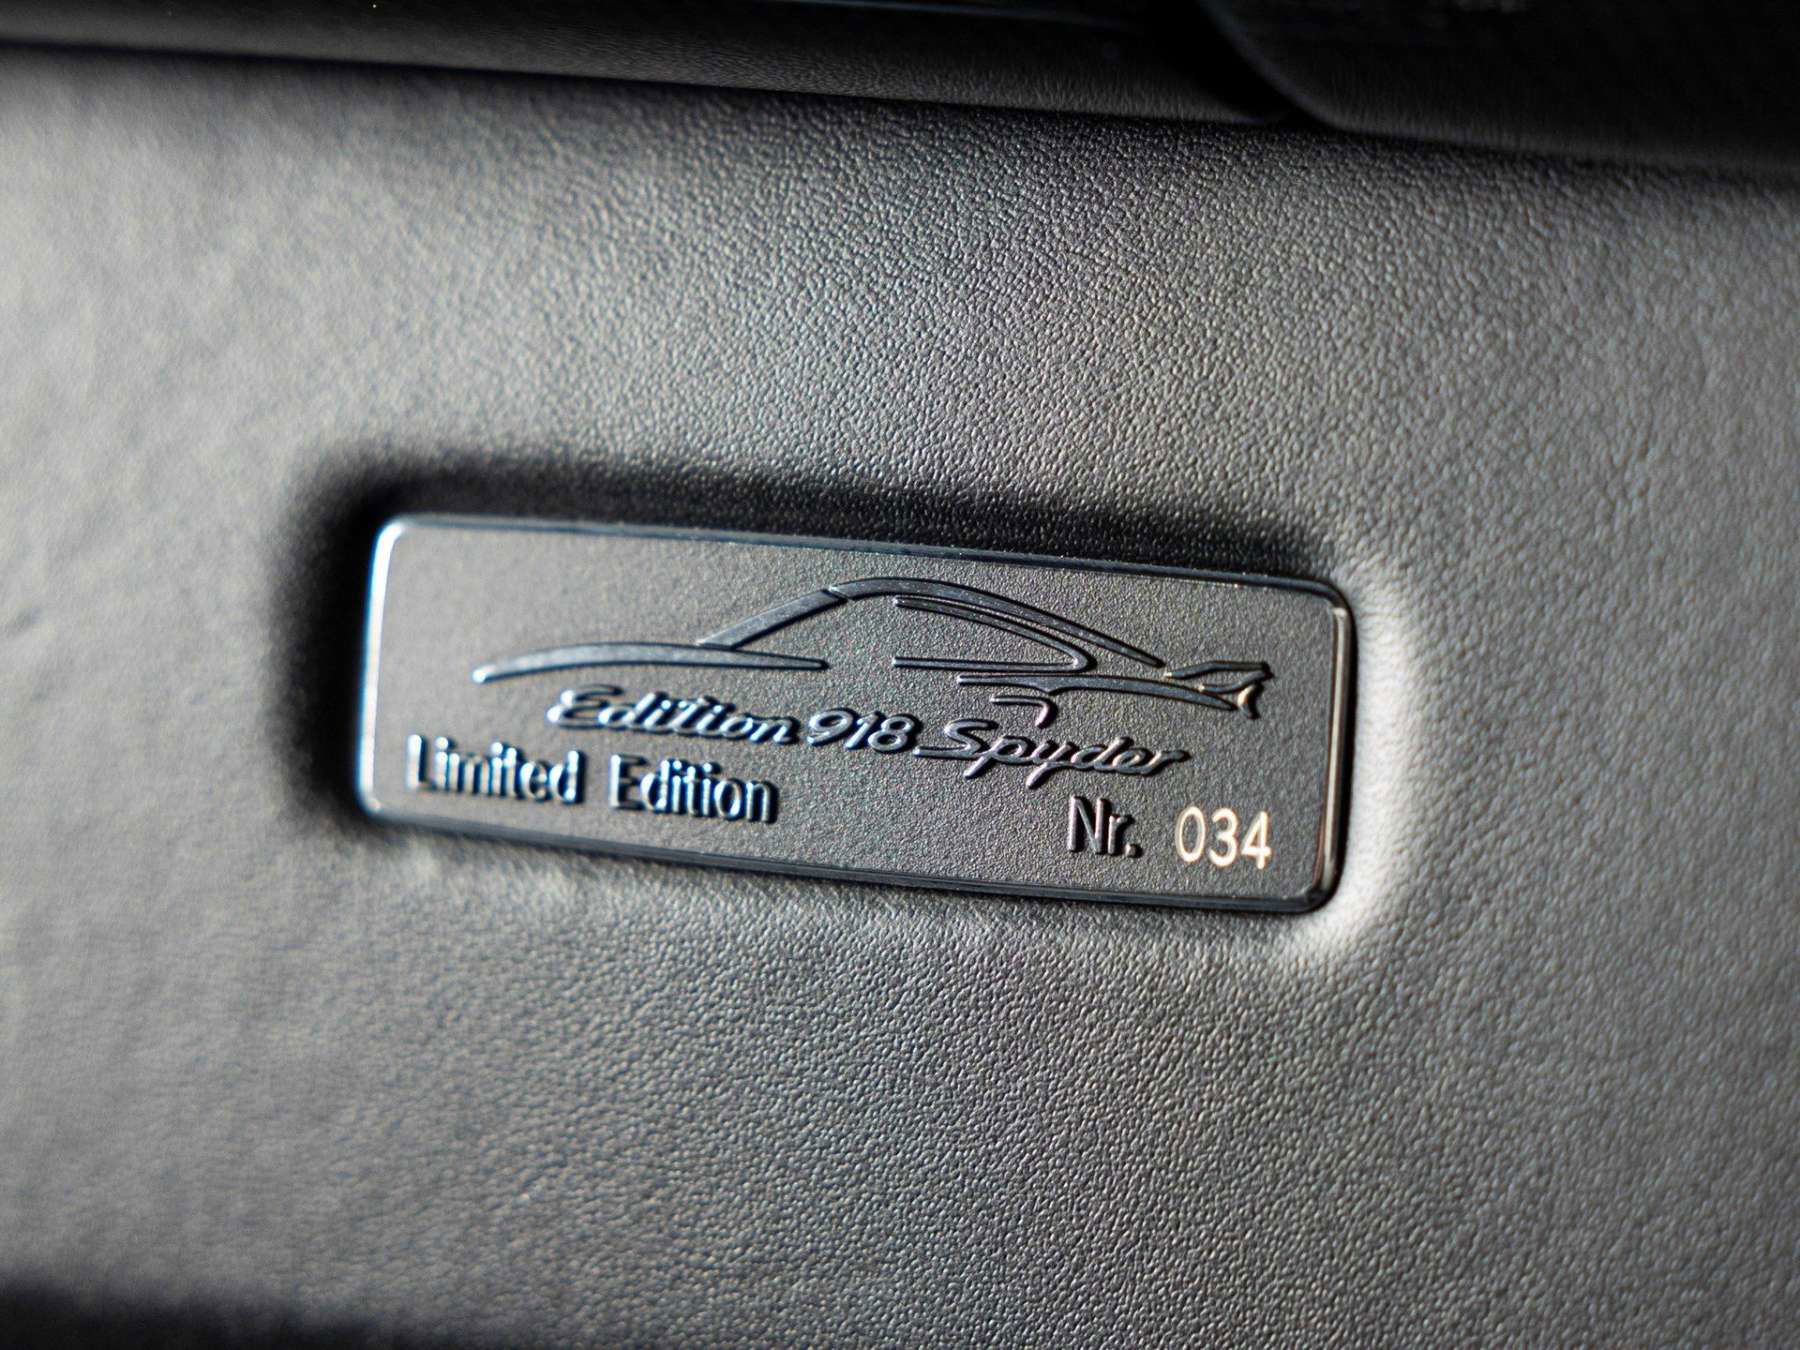 Edition 918 Spyder
Limited Edition Nr. 034